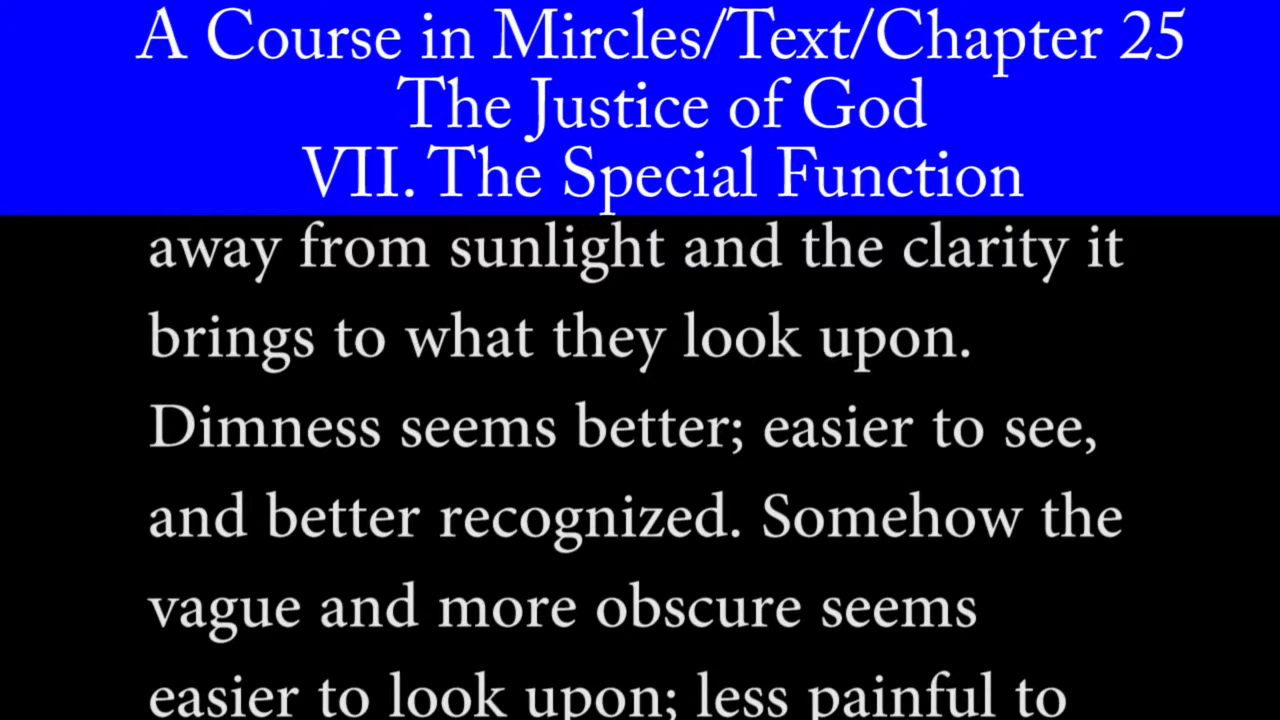 A Course in Mircles/Text/Chapter 25
The Justice of God
VII. The Special Function
away from sunlight and the clarity it
brings to what they look upon.
Dimness seems better; easier to see,
and better recognized. Somehow the
vague and more obscure seems
easier to look upon; less painful to